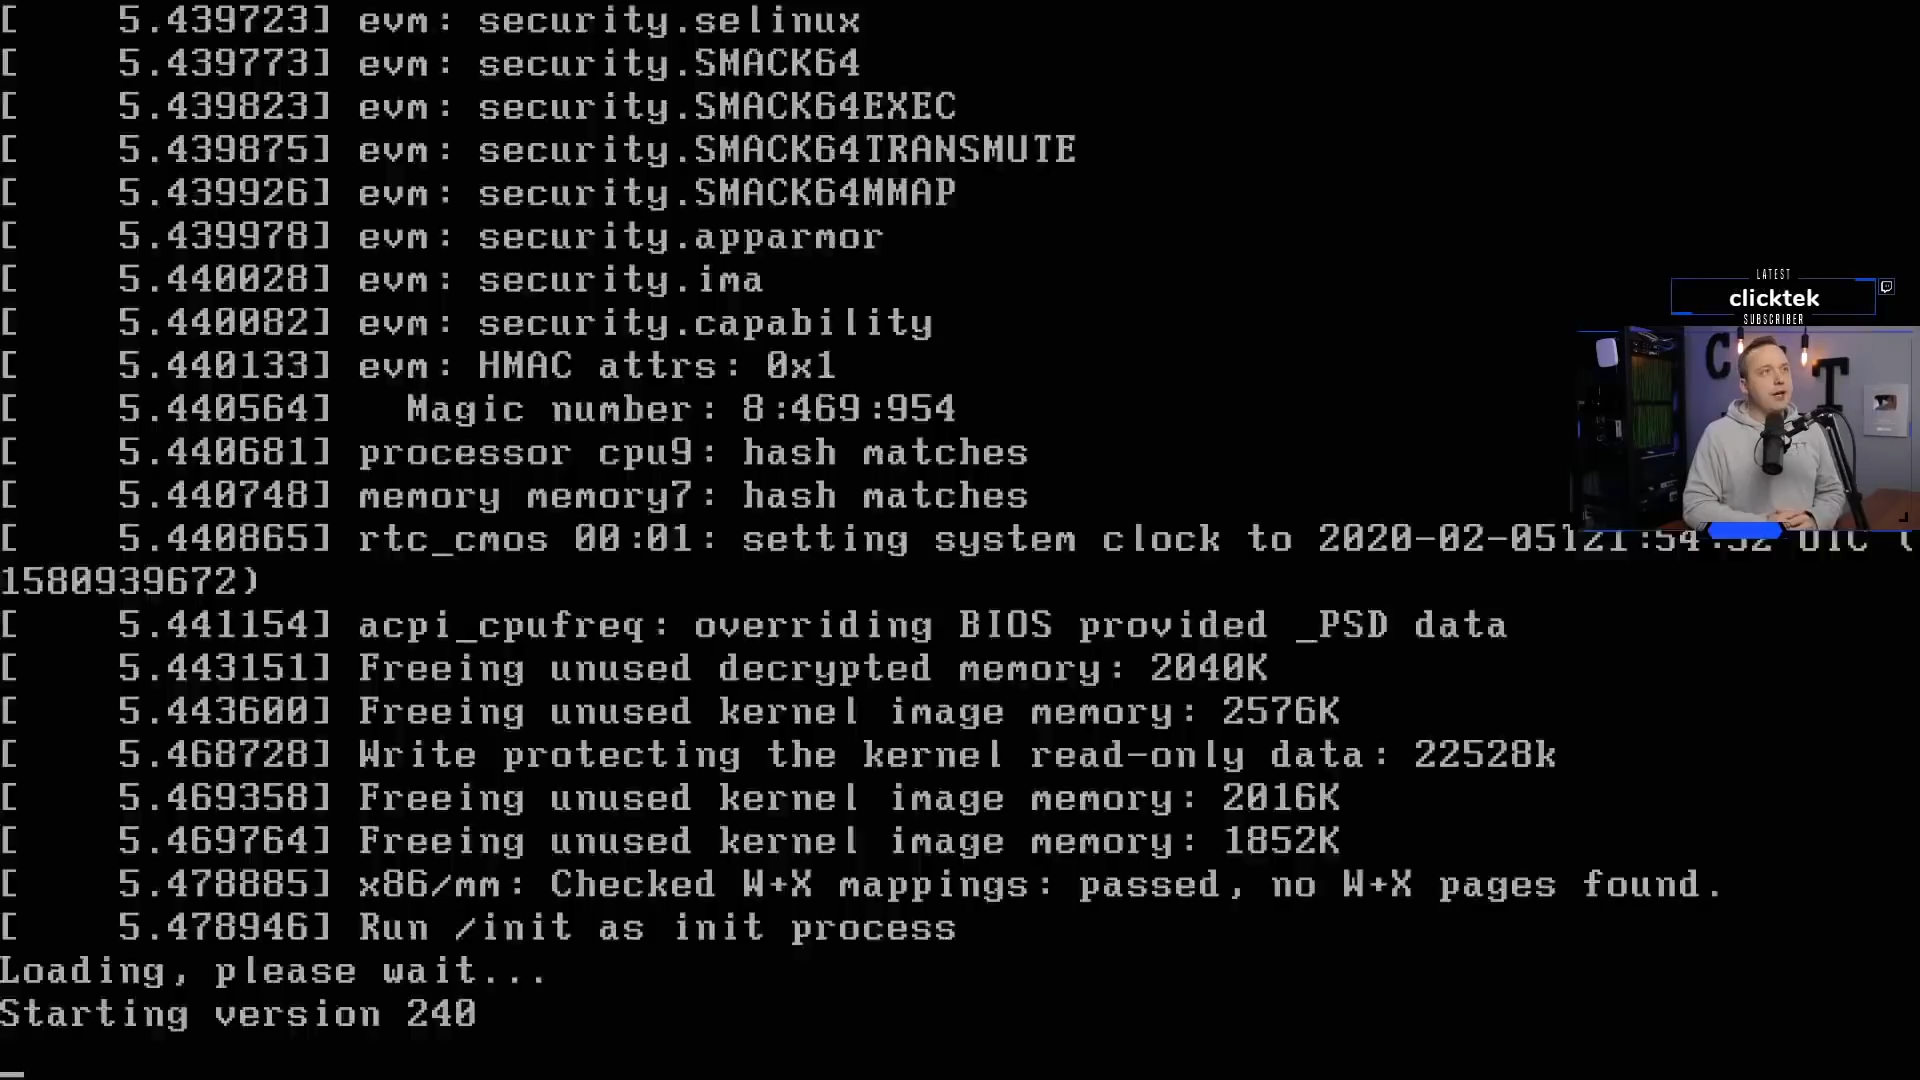 [    5.439723] evm: security.selinux
[    5.439773] evm: security.SMACK64
[    5.439823] evm: security.SMACK64EXEC
[    5.439875] evm: security.SMACK64TRANSMUTE
[    5.439926] evm: security.SMACK64MMAP
[    5.439978] evm: security.apparmor
[    5.440028] evm: security.ima
[    5.440082] evm: security.capability
[    5.440133] evm: HMAC attrs: 0x1
[    5.440564]   Magic number: 8:469:954
[    5.440681] processor cpu9: hash matches
[    5.440748] memory memory7: hash matches
[    5.440865] rtc_cmos 00:01: setting system clock to 2020-02-05T21:54:32 UTC (
1580939672)
[    5.441154] acpi_cpufreq: overriding BIOS provided _PSD data
[    5.443151] Freeing unused decrypted memory: 2040K
[    5.443600] Freeing unused kernel image memory: 2576K
[    5.468728] Write protecting the kernel read-only data: 22528k
[    5.469358] Freeing unused kernel image memory: 2016K
[    5.469764] Freeing unused kernel image memory: 1852K
[    5.478885] x86/mm: Checked W+X mappings: passed, no W+X pages found.
[    5.478946] Run /init as init process
Loading, please wait...
Starting version 240
_
LATEST
clicktek
SUBSCRIBER
C T